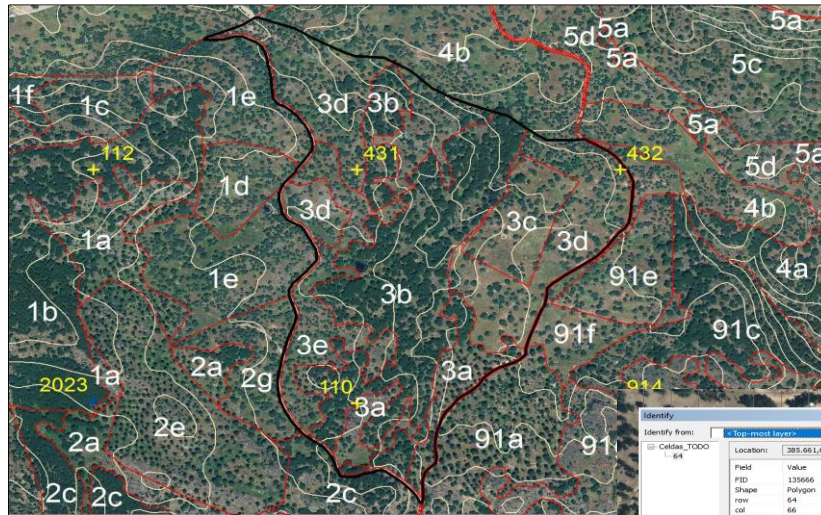 5a
5a
5d
4b
5a
5c
1f
1c
1e
3d
3b
5a
112
431
432
5d
5a
1d
3d
3c
3d
4b
1a
4a
1e
91e
1b
3b
91f
91c
3e
3a
2023
1a
2a
2g
110
3a
914
2a
2e
91a
2c
2c
2c
Identify
Identify from:
<Top-most layer>
Celdas_TODO
64
Location:
385.661,
Field
Value
FID
135666
Shape
Polygon
row
64
col
66